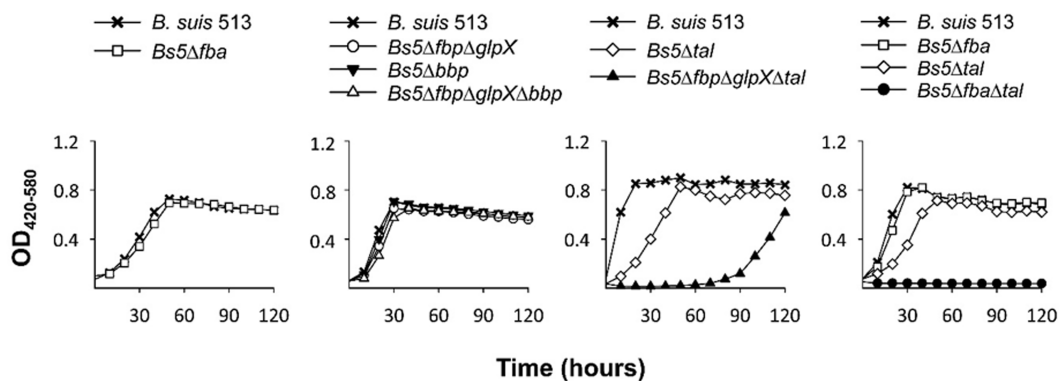 B. suis 513
Bs5Δfba
B. suis 513
Bs5ΔfbpΔglpX
Bs5Δbbp
Bs5ΔfbpΔglpXΔbbp
B. suis 513
Bs5Δtal
Bs5ΔfbpΔglpXΔtal
B. suis 513
Bs5Δfba
Bs5Δtal
Bs5ΔfbaΔtal
OD420-580
1.2
0.8
0.4
30 60 90 120
1.2
0.8
0.4
30 60 90 120
1.2
0.8
0.4
30 60 90 120
1.2
0.8
0.4
30 60 90 120
Time (hours)